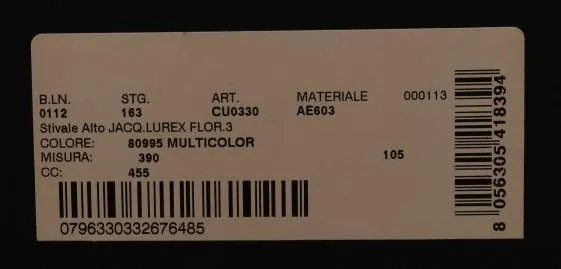 B.LN. STG. ART. MATERIALE 000113
0112 163 CU0330 AE603
Stivale Alto JACQ.LUREX FLOR.3
COLORE: 80995 MULTICOLOR
MISURA: 390 105
CC: 455
0796330332676485
8 056305 418394